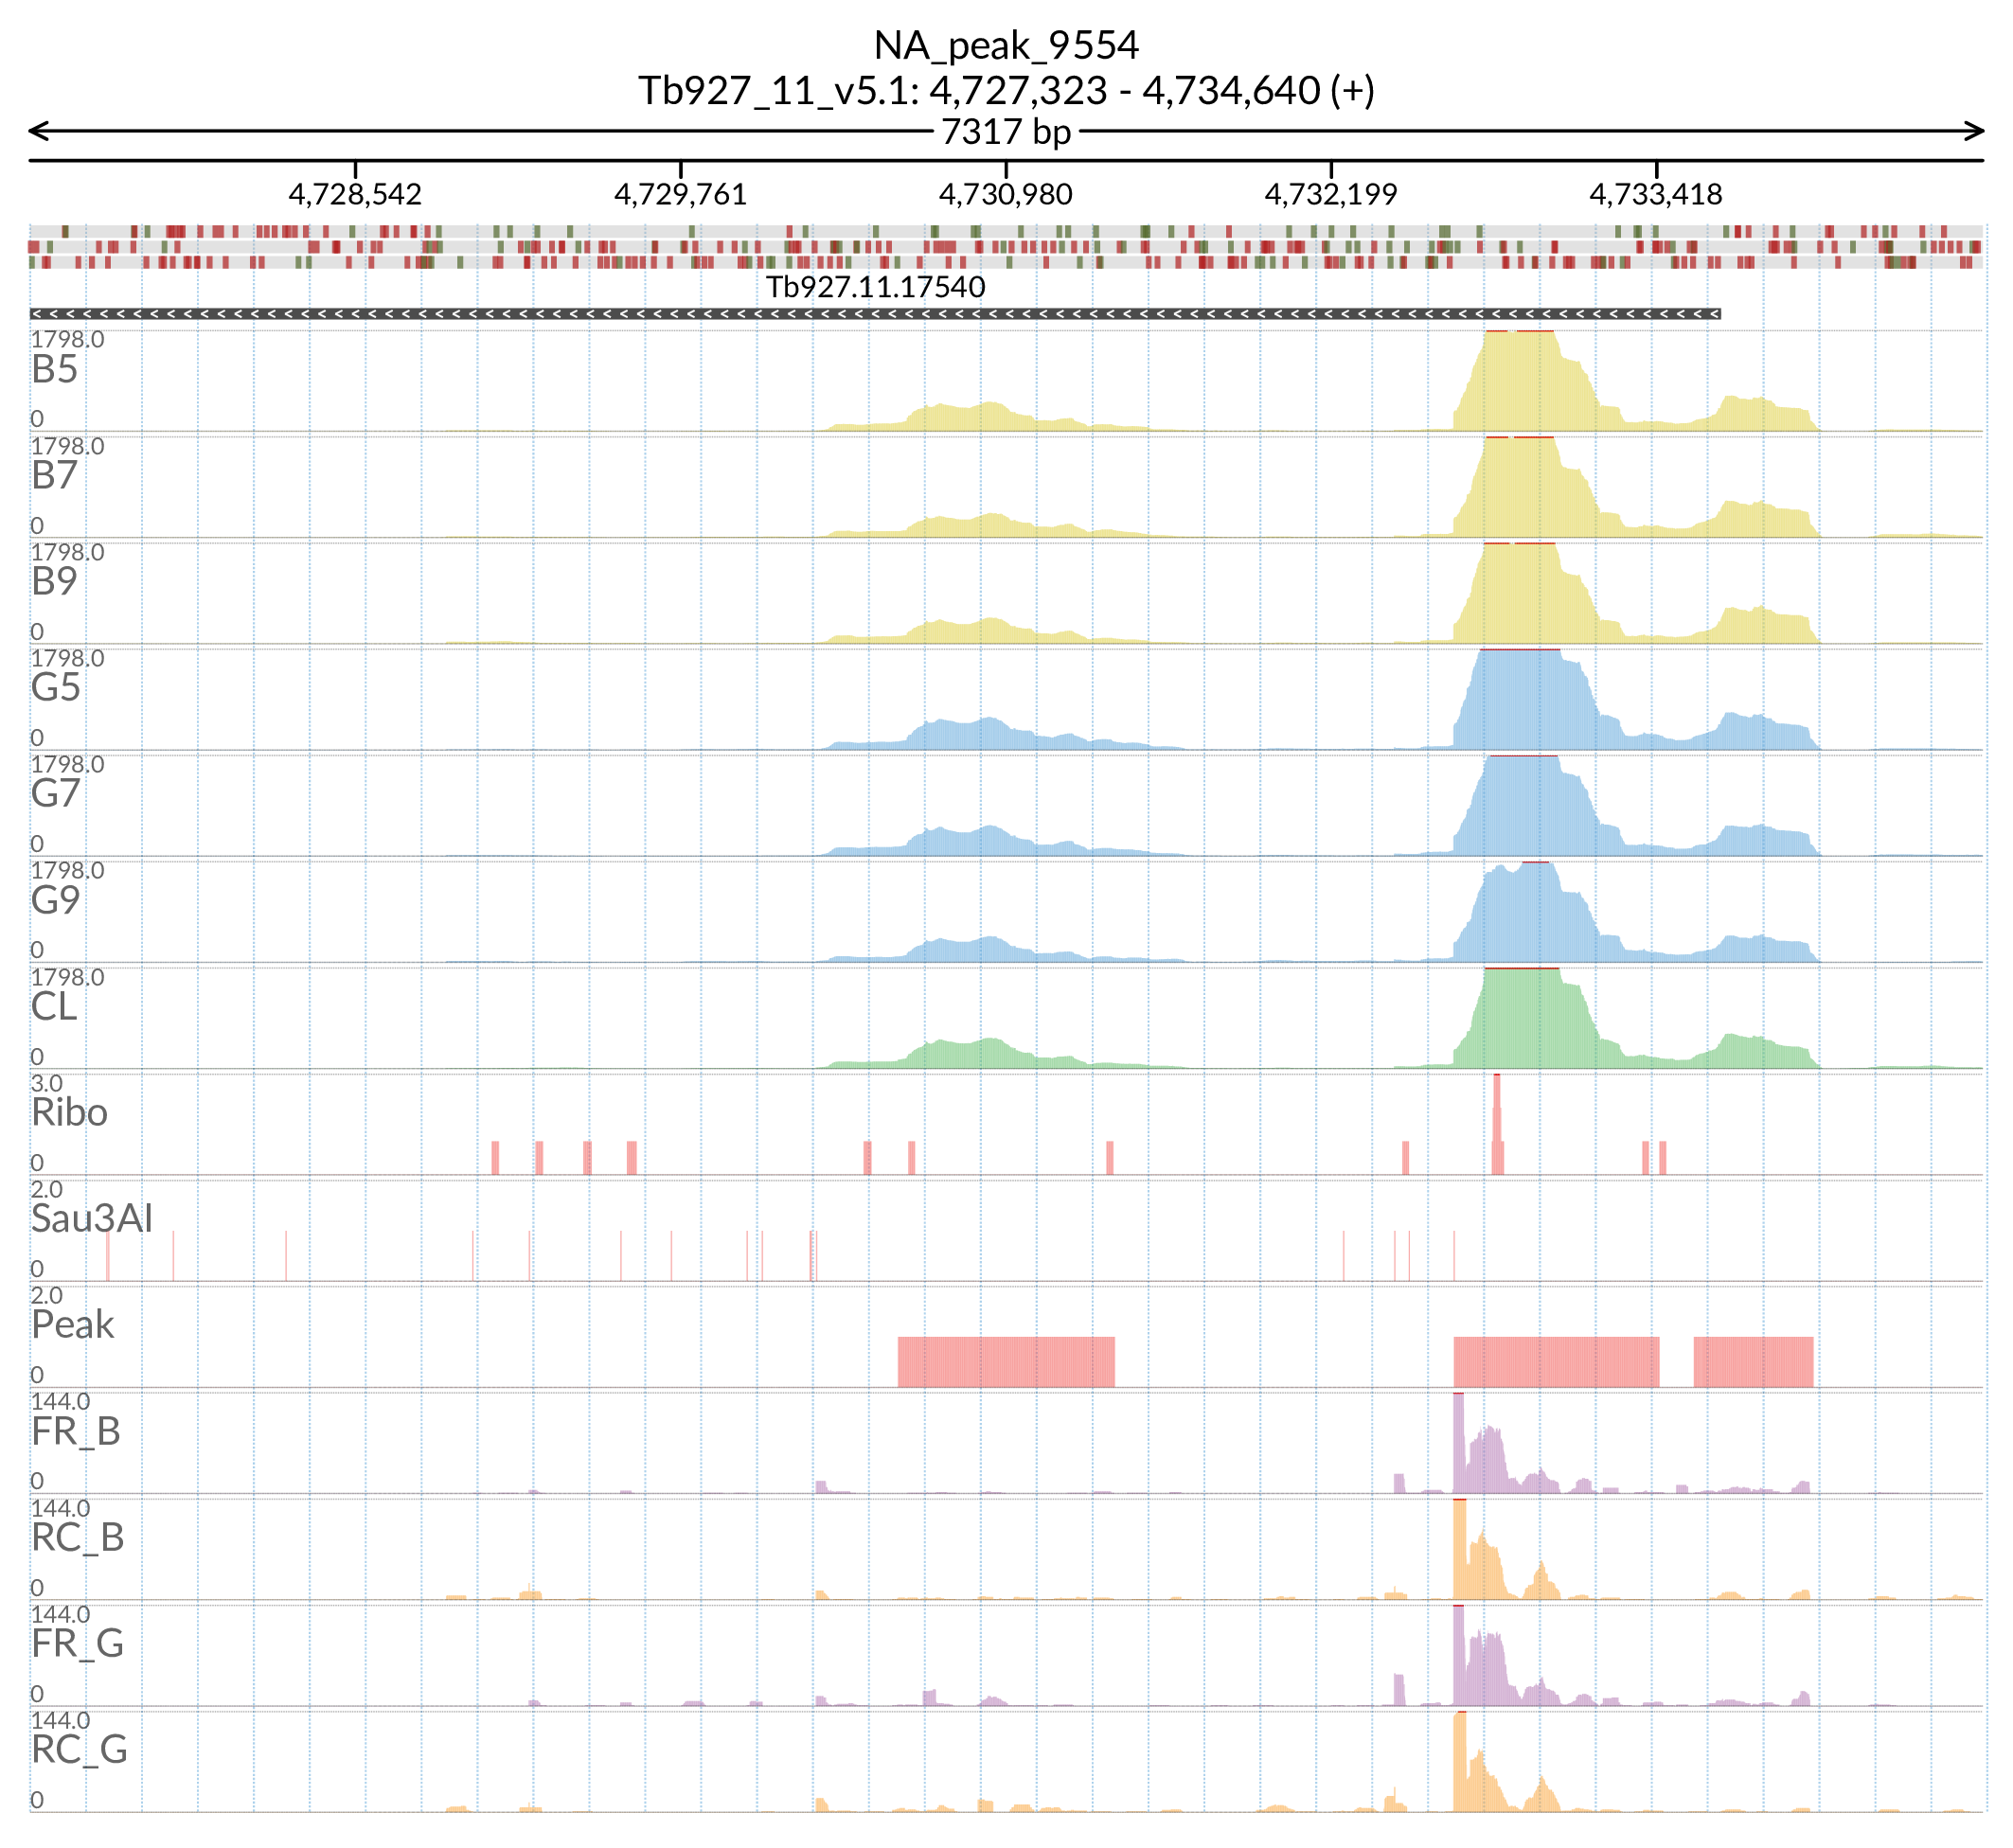 NA_peak_9554
Tb927_11_v5.1: 4,727,323 - 4,734,640 (+)
7317 bp
4,728,542 4,729,761 4,730,980 4,732,199 4,733,418
Tb927.11.17540
1798.0
B5
0
1798.0
B7
0
1798.0
B9
0
1798.0
G5
0
1798.0
G7
0
1798.0
G9
0
1798.0
CL
0
3.0
Ribo
0
2.0
Sau3AI
0
2.0
Peak
0
144.0
FR_B
0
144.0
RC_B
0
144.0
FR_G
0
144.0
RC_G
0